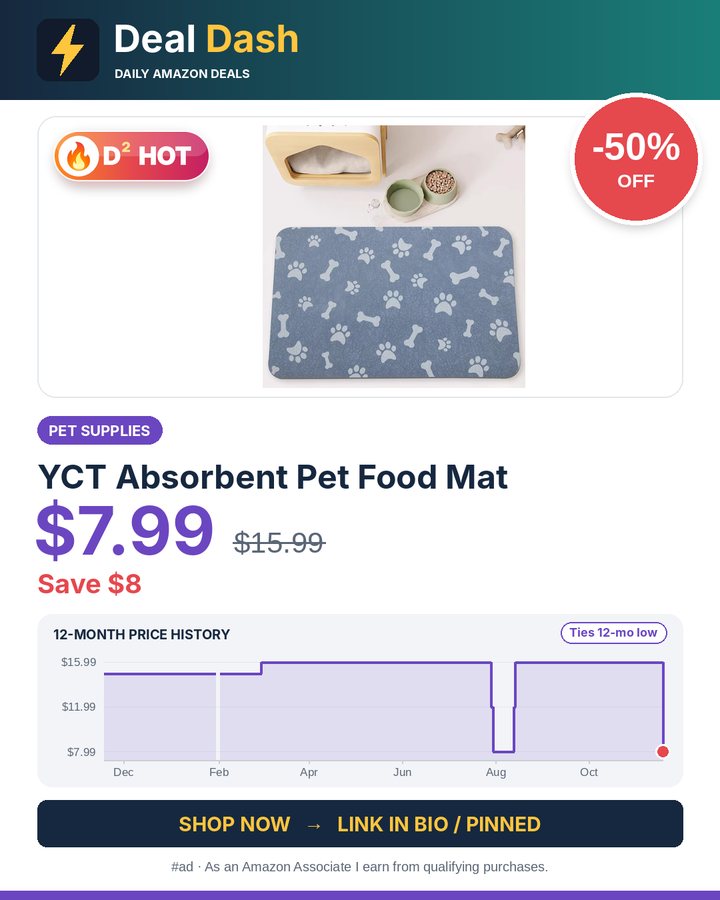 Deal Dash
DAILY AMAZON DEALS
D² HOT
-50%
OFF
PET SUPPLIES
YCT Absorbent Pet Food Mat
$7.99 $15.99
Save $8
12-MONTH PRICE HISTORY
Ties 12-mo low
$15.99
$11.99
$7.99
Dec Feb Apr Jun Aug Oct
SHOP NOW → LINK IN BIO / PINNED
#ad · As an Amazon Associate I earn from qualifying purchases.